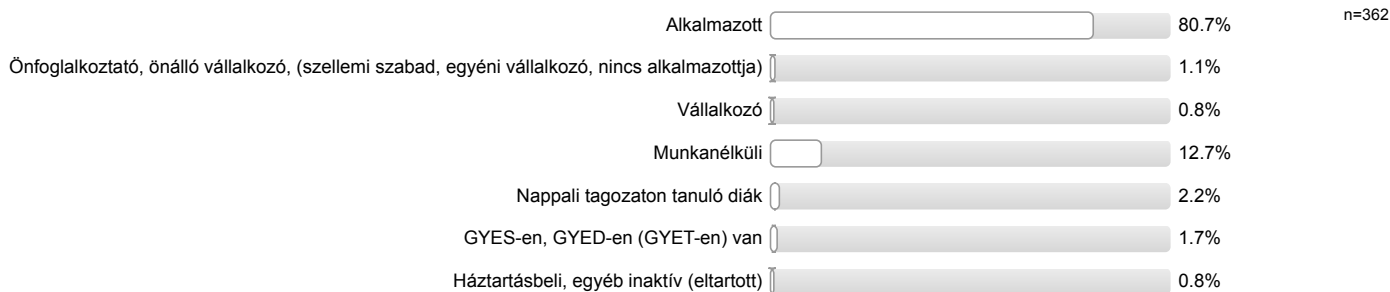 Alkalmazott 80.7% n=362
Önfoglalkoztató, önálló vállalkozó, (szellemi szabad, egyéni vállalkozó, nincs alkalmazottja) 1.1%
Vállalkozó 0.8%
Munkanélküli 12.7%
Nappali tagozaton tanuló diák 2.2%
GYES-en, GYED-en (GYET-en) van 1.7%
Háztartásbeli, egyéb inaktív (eltartott) 0.8%